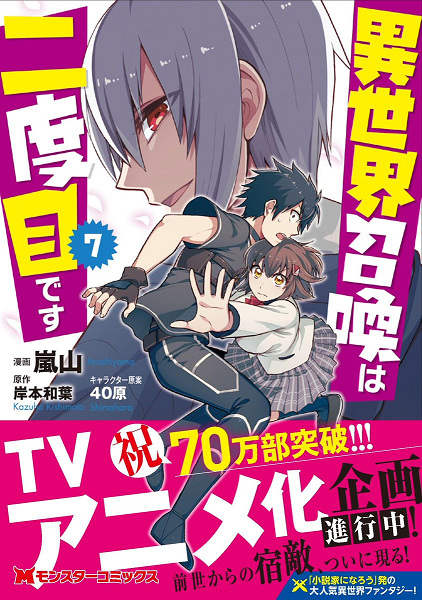 異世界召喚は
二度目です
7
漫画 嵐山
Arashiyama
原作
岸本和葉
Kazuha Kishimoto
キャラクター原案
40原
Shimahara
祝
70万部突破!!!
TV
アニメ化
企画
進行中!
前世からの宿敵、ついに現る!
モンスターコミックス
「小説家になろう」発の
大人気異世界ファンタジー!